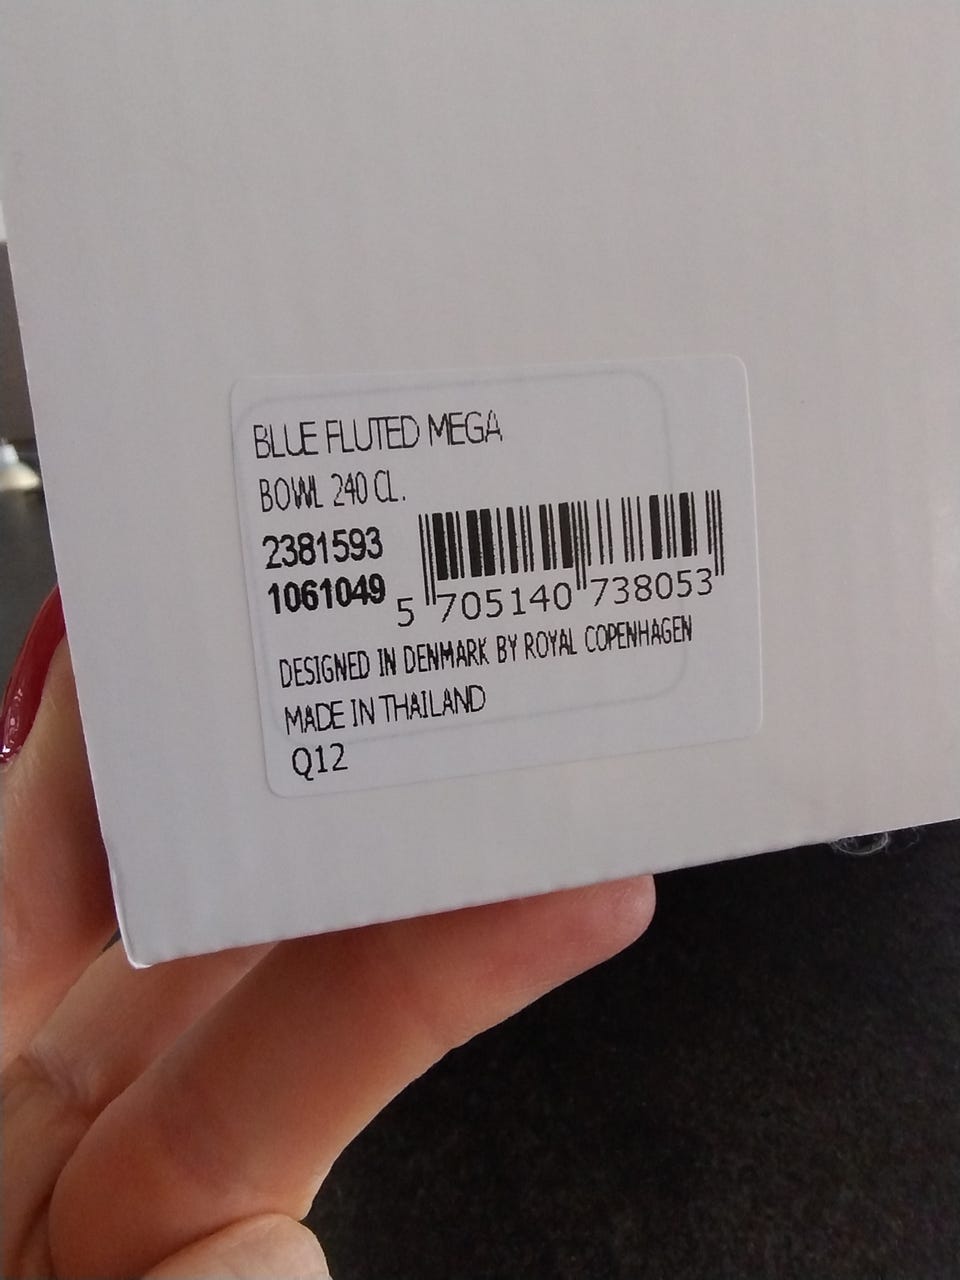 BLUE FLUTED MEGA
BOWL 240 CL.
2381593
1061049
5 705140 738053
DESIGNED IN DENMARK BY ROYAL COPENHAGEN
MADE IN THAILAND
Q12